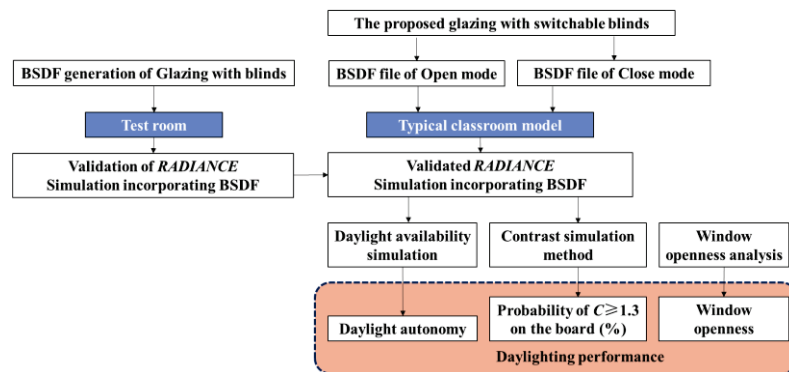 The proposed glazing with switchable blinds
BSDF generation of Glazing with blinds
BSDF file of Open mode
BSDF file of Close mode
Test room
Typical classroom model
Validation of RADIANCE
Simulation incorporating BSDF
Validated RADIANCE
Simulation incorporating BSDF
Daylight availability
simulation
Contrast simulation
method
Window
openness analysis
Daylight autonomy
Probability of C≥1.3
on the board (%)
Window
openness
Daylighting performance